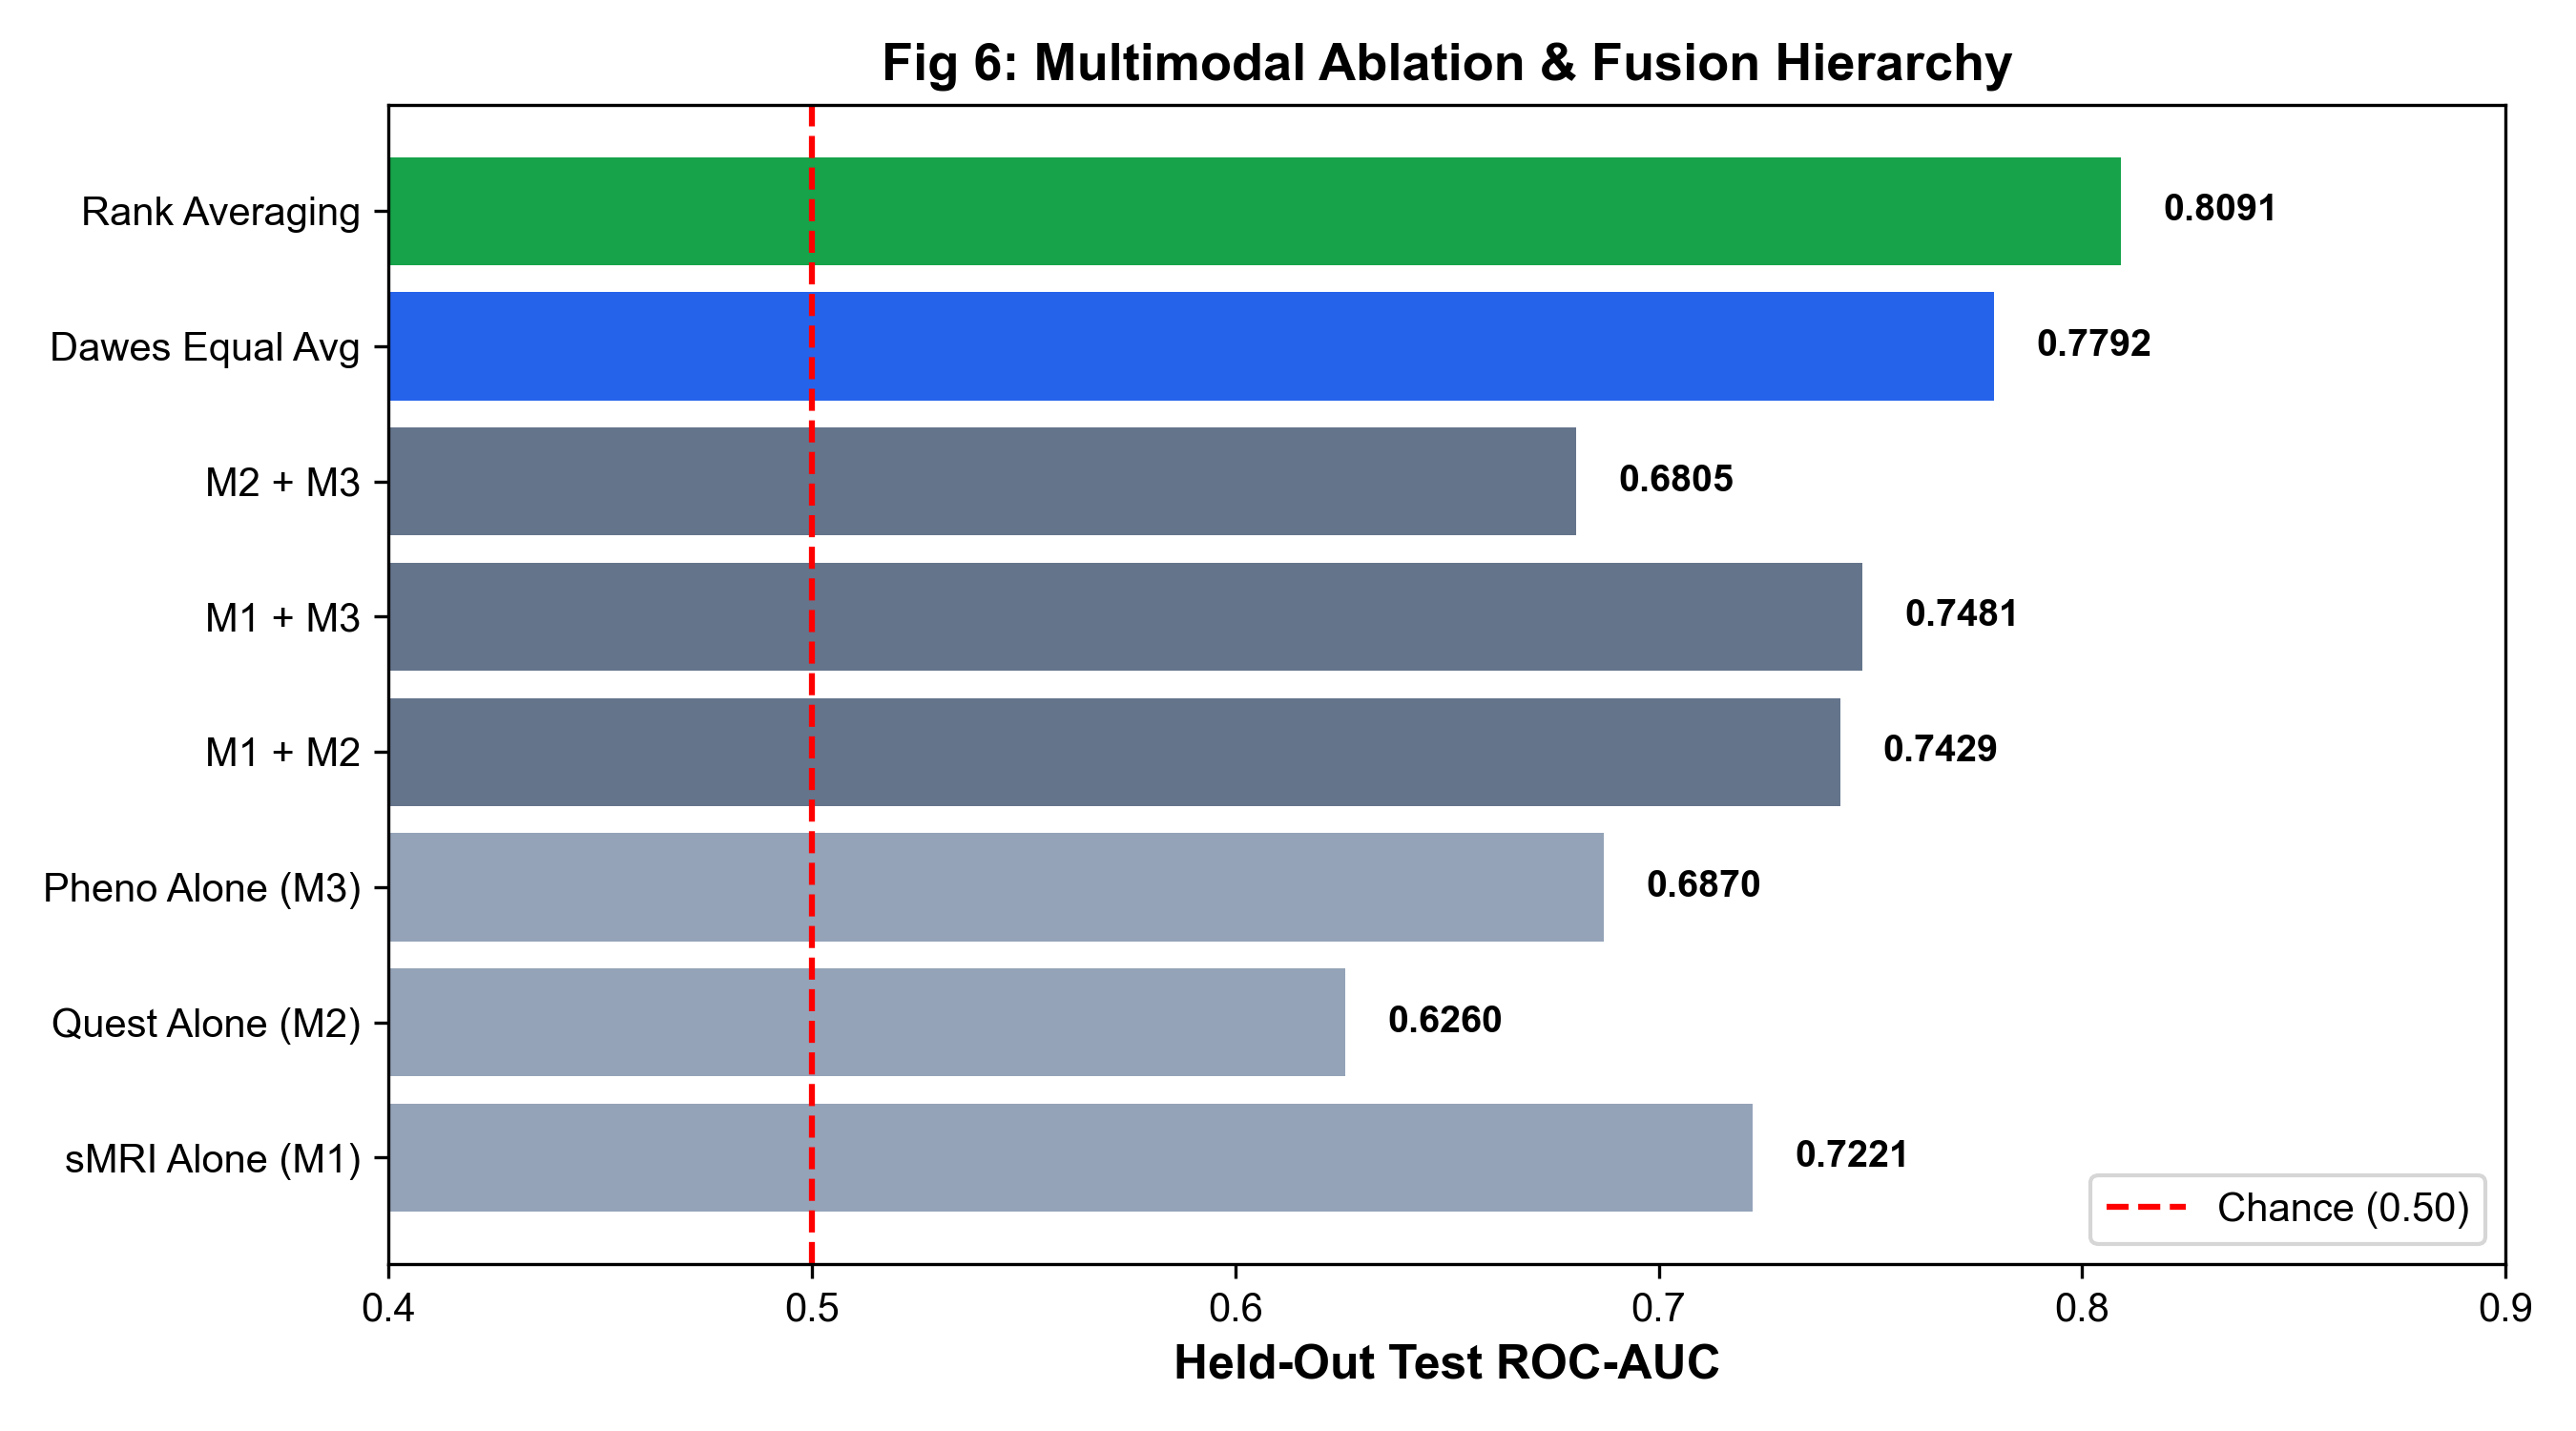 Fig 6: Multimodal Ablation & Fusion Hierarchy
Rank Averaging
0.8091
Dawes Equal Avg
0.7792
M2 + M3
0.6805
M1 + M3
0.7481
M1 + M2
0.7429
Pheno Alone (M3)
0.6870
Quest Alone (M2)
0.6260
sMRI Alone (M1)
0.7221
Chance (0.50)
0.4 0.5 0.6 0.7 0.8 0.9
Held-Out Test ROC-AUC